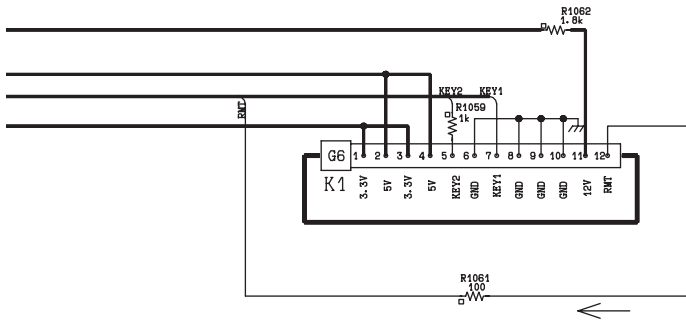 R1062
1.8k
KEY2
KEY1
RMT
R1059
1k
G6
1
2
3
4
5
6
7
8
9
10
11
12
K1
3.3V
5V
3.3V
5V
KEY2
GND
KEY1
GND
GND
GND
12V
RMT
R1061
100